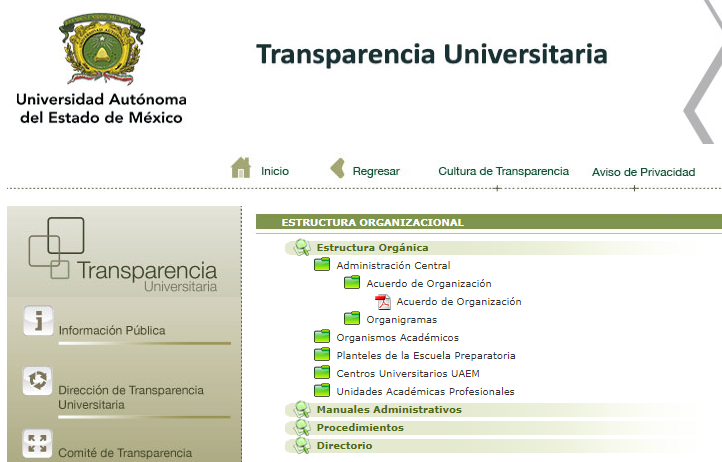 Universidad Autónoma
del Estado de México
Transparencia Universitaria
Inicio
Regresar
Cultura de Transparencia
Aviso de Privacidad
Transparencia
Universitaria
Información Pública
Dirección de Transparencia
Universitaria
Comité de Transparencia
ESTRUCTURA ORGANIZACIONAL
Estructura Orgánica
Administración Central
Acuerdo de Organización
Acuerdo de Organización
Organigramas
Organismos Académicos
Planteles de la Escuela Preparatoria
Centros Universitarios UAEM
Unidades Académicas Profesionales
Manuales Administrativos
Procedimientos
Directorio